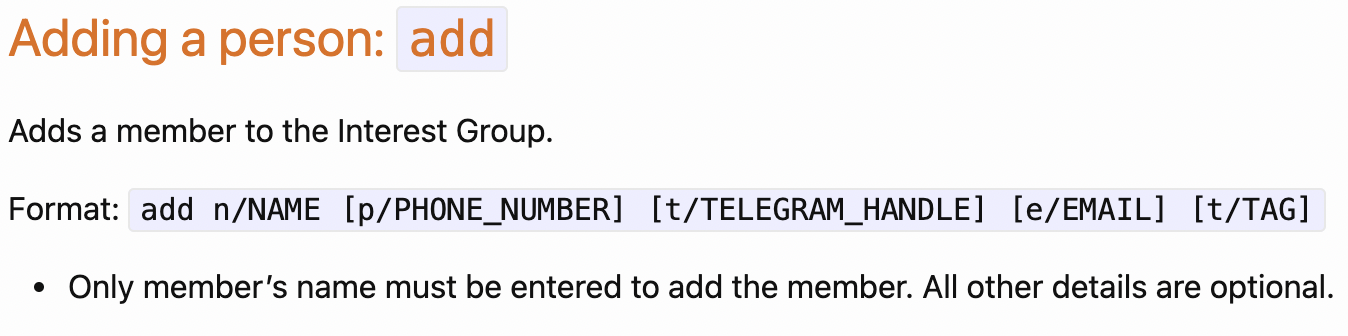 Adding a person: add
Adds a member to the Interest Group.
Format: add n/NAME [p/PHONE_NUMBER] [t/TELEGRAM_HANDLE] [e/EMAIL] [t/TAG]
• Only member’s name must be entered to add the member. All other details are optional.